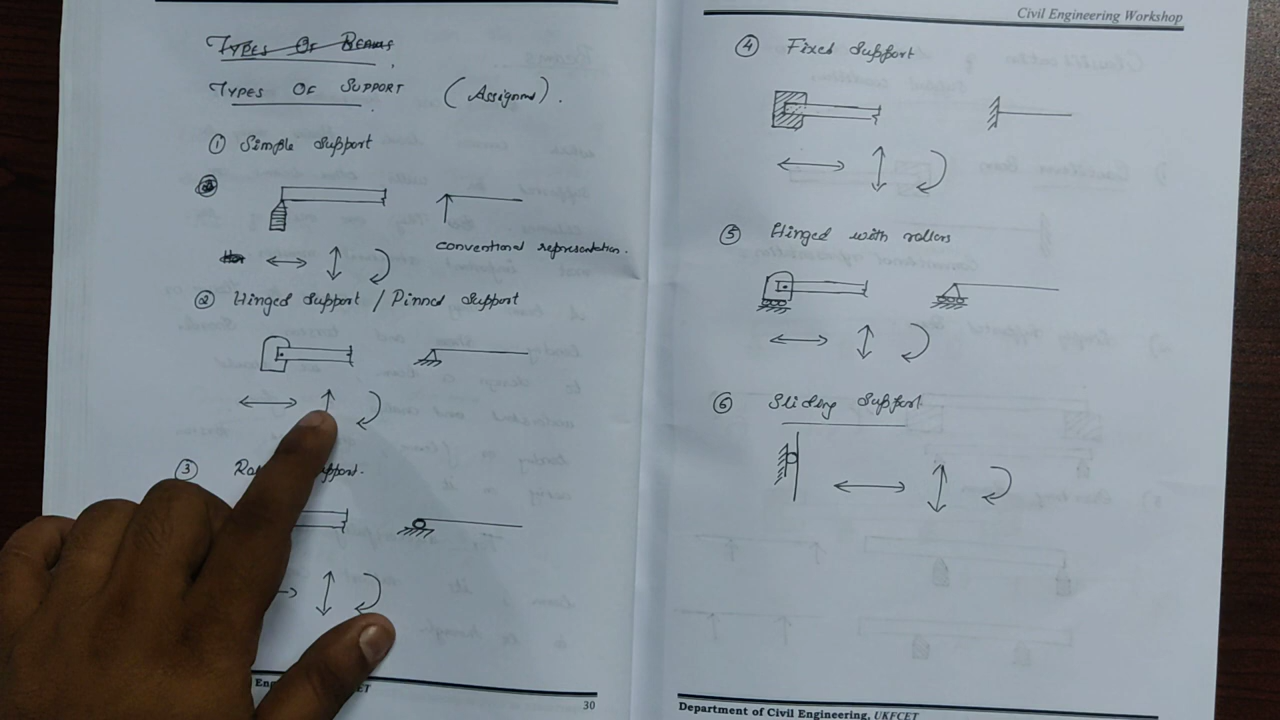 TYPES OF BEAMS
TYPES OF SUPPORT (Assignment).
① Simple Support
conventional representation.
② Hinged Support / Pinned Support
③
30
Civil Engineering Workshop
④ Fixed Support
⑤ Hinged with rollers
⑥ Sliding Support
Department of Civil Engineering, UKFCET